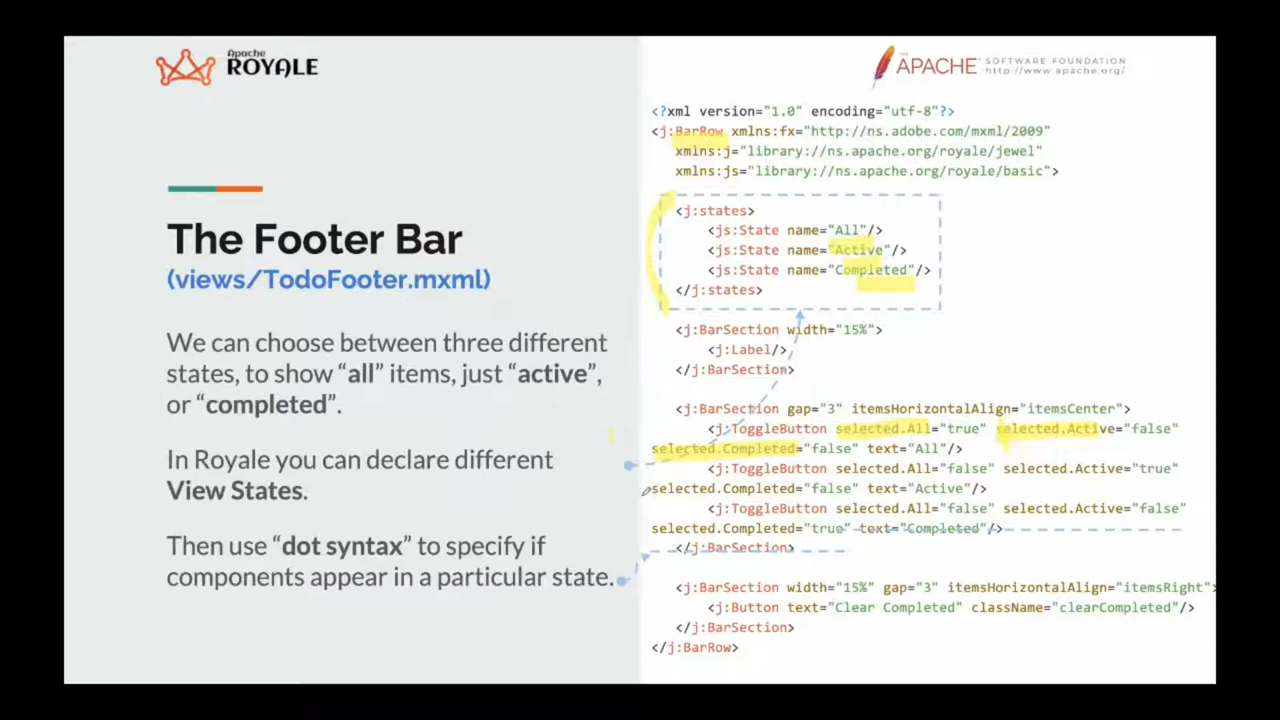 Apache
ROYALE
The Footer Bar
(views/TodoFooter.mxml)
We can choose between three different
states, to show “all” items, just “active”,
or “completed”.
In Royale you can declare different
View States.
Then use “dot syntax” to specify if
components appear in a particular state.
THE
APACHE SOFTWARE FOUNDATION
http://www.apache.org/
<?xml version="1.0" encoding="utf-8"?>
<j:BarRow xmlns:fx="http://ns.adobe.com/mxml/2009"
xmlns:j="library://ns.apache.org/royale/jewel"
xmlns:js="library://ns.apache.org/royale/basic">
<j:states>
<js:State name="All"/>
<js:State name="Active"/>
<js:State name="Completed"/>
</j:states>
<j:BarSection width="15%">
<j:Label/>
</j:BarSection>
<j:BarSection gap="3" itemsHorizontalAlign="itemsCenter">
<j:ToggleButton selected.All="true" selected.Active="false"
selected.Completed="false" text="All"/>
<j:ToggleButton selected.All="false" selected.Active="true"
selected.Completed="false" text="Active"/>
<j:ToggleButton selected.All="false" selected.Active="false"
selected.Completed="true" text="Completed"/>
</j:BarSection>
<j:BarSection width="15%" gap="3" itemsHorizontalAlign="itemsRight">
<j:Button text="Clear Completed" className="clearCompleted"/>
</j:BarSection>
</j:BarRow>